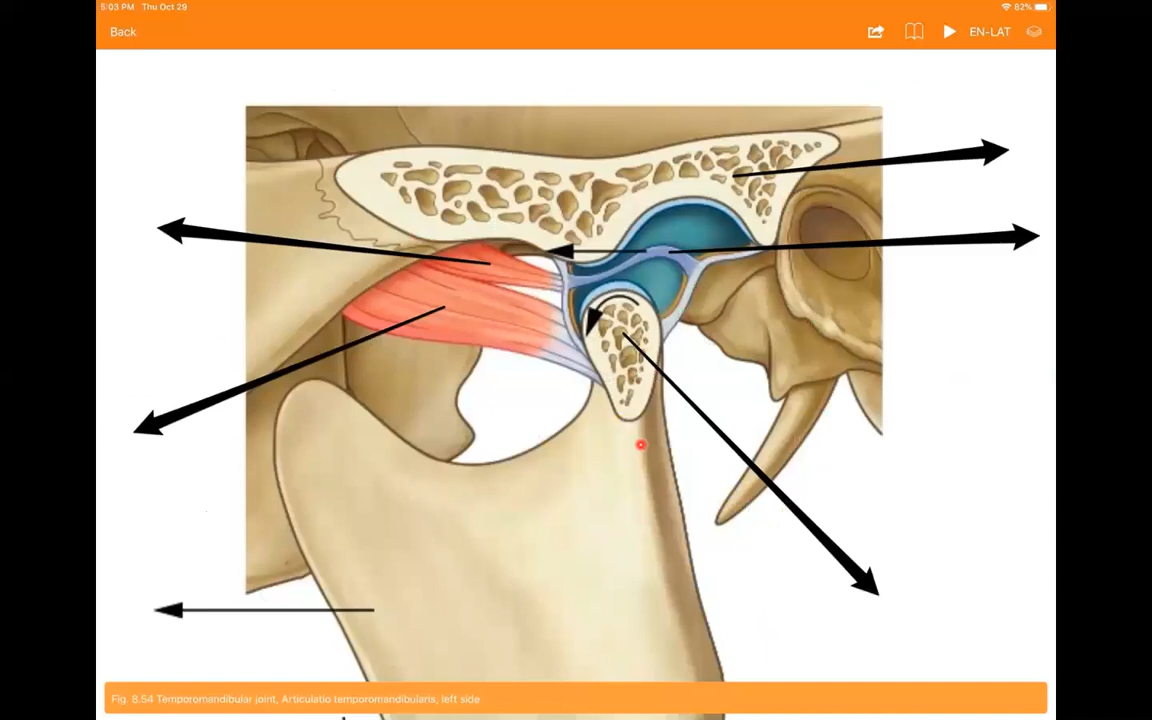 5:03 PM Thu Oct 29
82%
Back
EN-LAT
Fig. 8.54 Temporomandibular joint, Articulatio temporomandibularis, left side